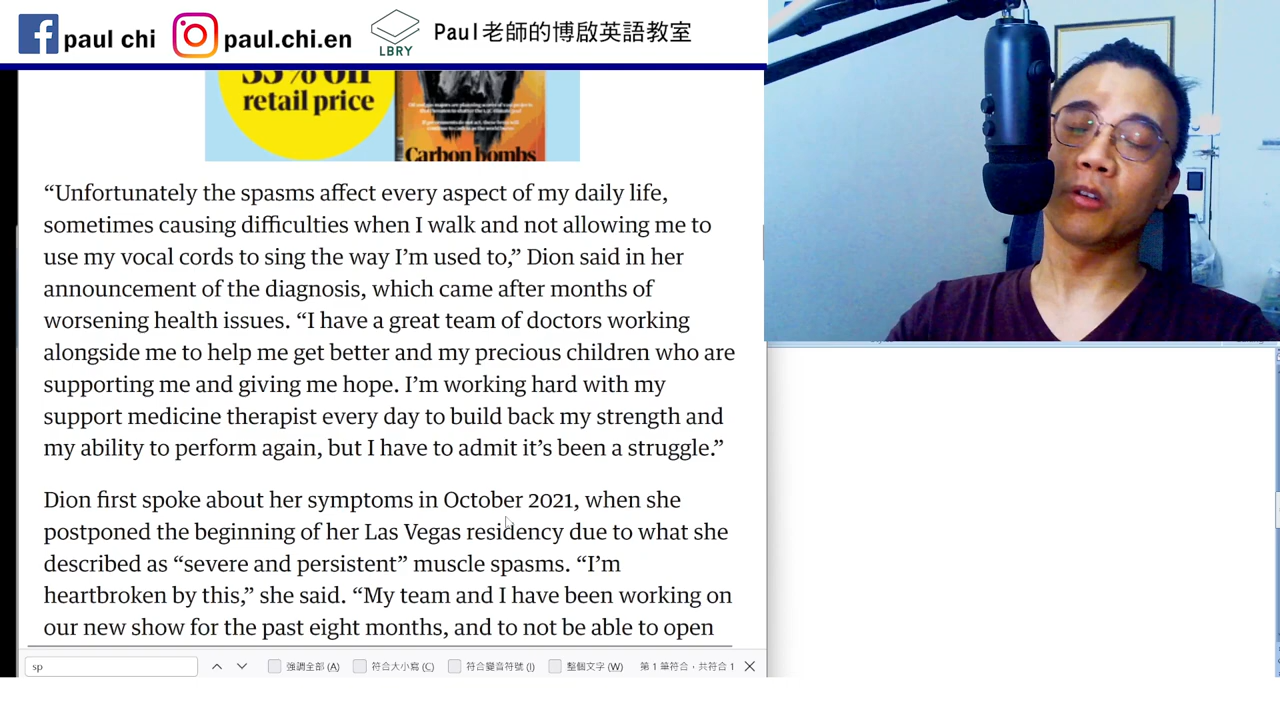 paul chi
paul.chi.en
LBRY
Paul老師的博啟英語教室
55% off
retail price
Carbon bombs
“Unfortunately the spasms affect every aspect of my daily life,
sometimes causing difficulties when I walk and not allowing me to
use my vocal cords to sing the way I’m used to,” Dion said in her
announcement of the diagnosis, which came after months of
worsening health issues. “I have a great team of doctors working
alongside me to help me get better and my precious children who are
supporting me and giving me hope. I’m working hard with my
support medicine therapist every day to build back my strength and
my ability to perform again, but I have to admit it’s been a struggle.”
Dion first spoke about her symptoms in October 2021, when she
postponed the beginning of her Las Vegas residency due to what she
described as “severe and persistent” muscle spasms. “I’m
heartbroken by this,” she said. “My team and I have been working on
our new show for the past eight months, and to not be able to open
sp
強調全部 (A)
符合大小寫 (C)
符合變音符號 (I)
整個文字 (W)
第 1 筆符合，共符合 1